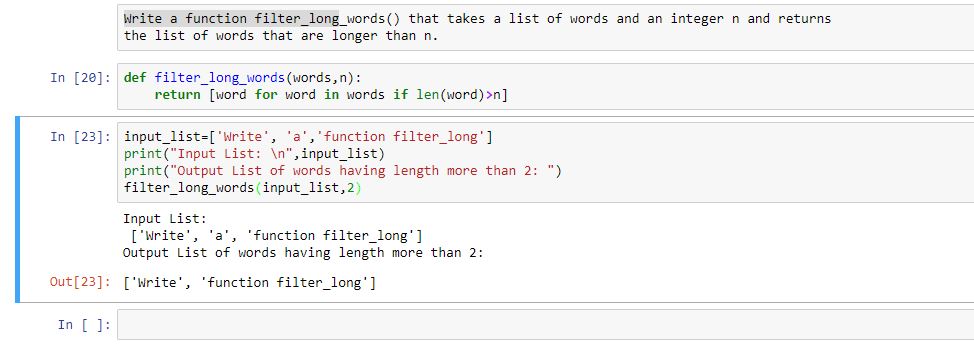 Write a function filter_long_words() that takes a list of words and an integer n and returns
the list of words that are longer than n.
In [20]: def filter_long_words(words,n):
    return [word for word in words if len(word)>n]
In [23]: input_list=['Write', 'a','function filter_long']
print("Input List: \n",input_list)
print("Output List of words having length more than 2: ")
filter_long_words(input_list,2)
Input List:
 ['Write', 'a', 'function filter_long']
Output List of words having length more than 2:
Out[23]: ['Write', 'function filter_long']
In [ ]: